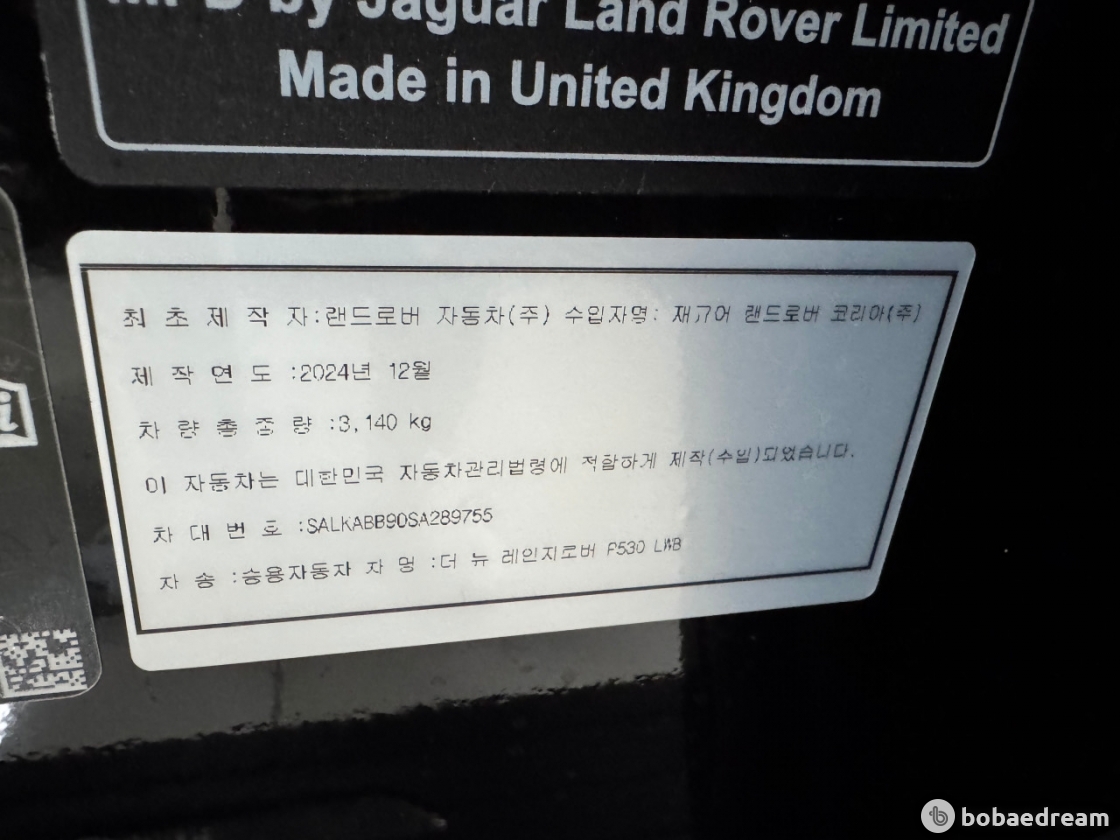 by Jaguar Land Rover Limited
Made in United Kingdom
최 초 제 작 자:랜드로버 자동차(주) 수입자명: 재규어 랜드로버 코리아(주)
제 작 연 도 :2024년 12월
차 량 총 중 량 :3,140 kg
이 자동차는 대한민국 자동차관리법령에 적합하게 제작(수입)되었습니다.
차 대 번 호 :SALKABB90SA289755
차 종 :승용자동차 차 명 :더 뉴 레인지로버 P530 LWB
bobaedream